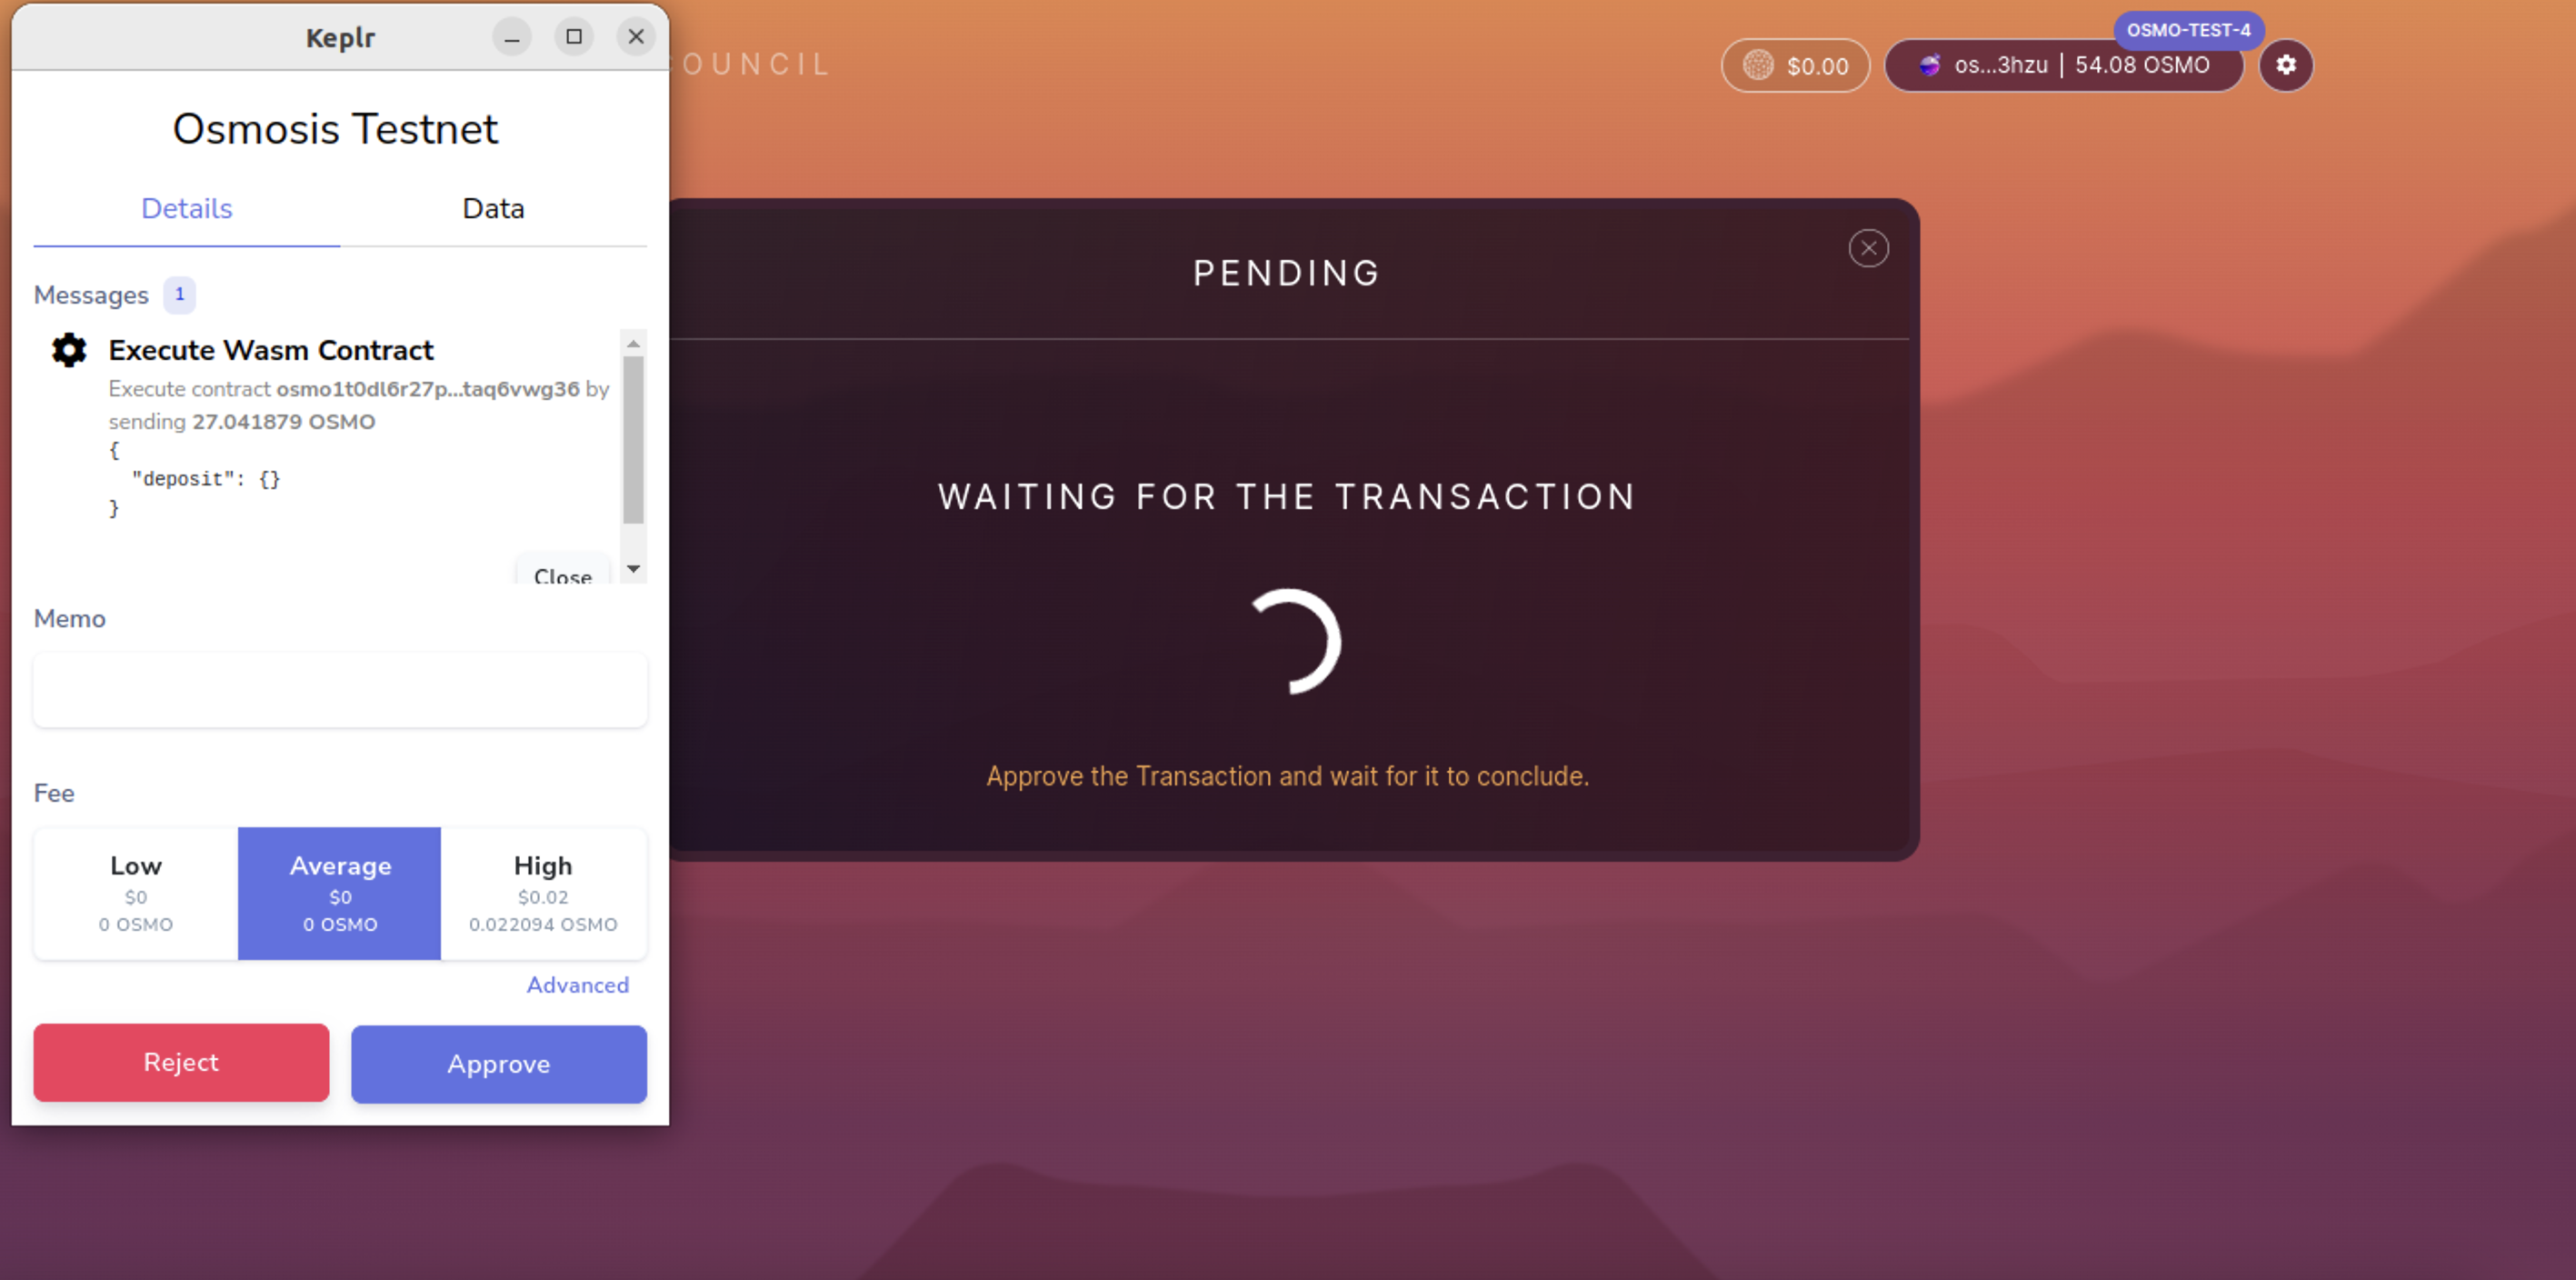 Keplr
Osmosis Testnet
Details
Data
Messages 1
Execute Wasm Contract
Execute contract osmo1t0dl6r27p...taq6vwg36 by
sending 27.041879 OSMO
{
"deposit": {}
}
Close
Memo
Fee
Low
$0
0 OSMO
Average
$0
0 OSMO
High
$0.02
0.022094 OSMO
Advanced
Reject
Approve
OUNCIL
$0.00
OSMO-TEST-4
os...3hzu | 54.08 OSMO
PENDING
WAITING FOR THE TRANSACTION
Approve the Transaction and wait for it to conclude.